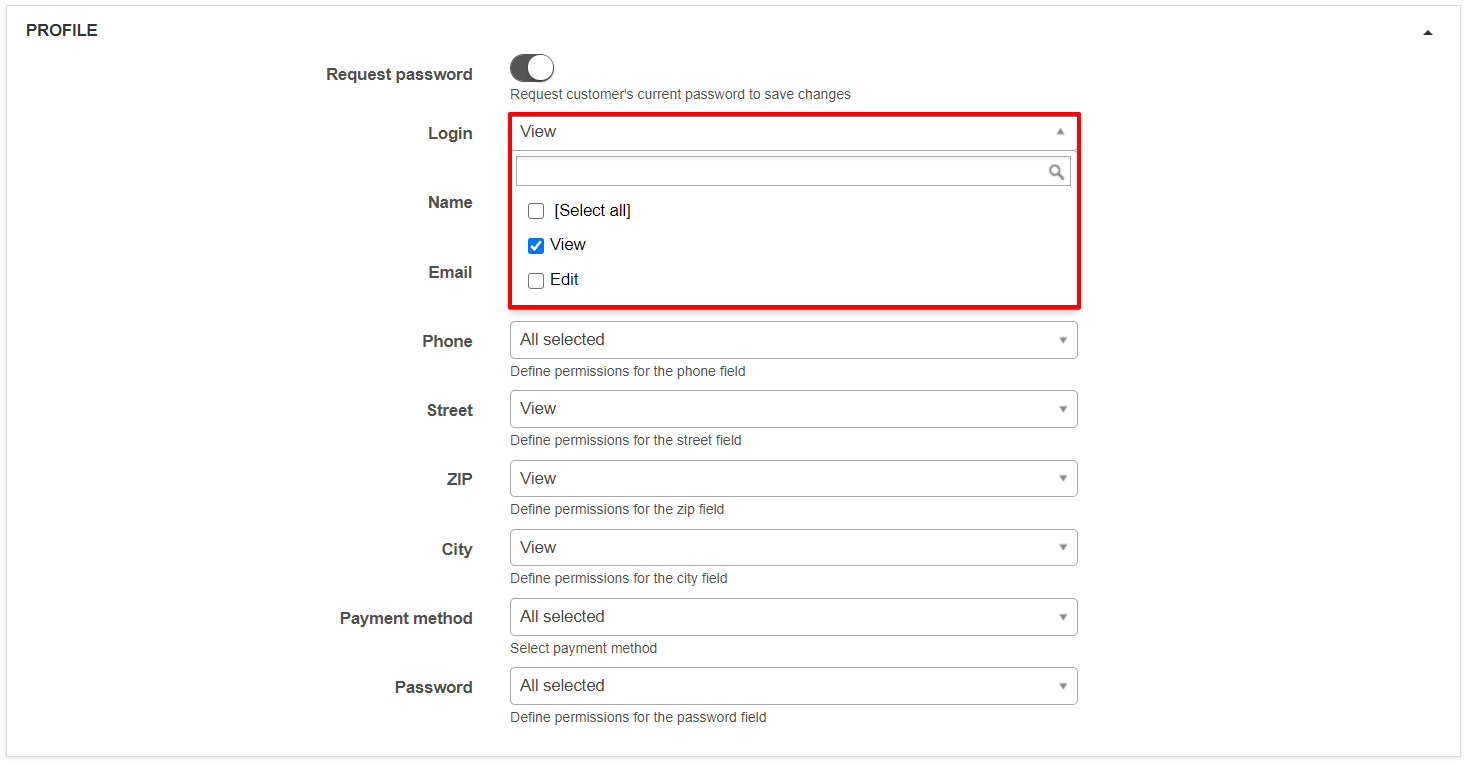 PROFILE
Request password
Request customer's current password to save changes
Login
View
[Select all]
View
Edit
Name
Email
Phone
All selected
Define permissions for the phone field
Street
View
Define permissions for the street field
ZIP
View
Define permissions for the zip field
City
View
Define permissions for the city field
Payment method
All selected
Select payment method
Password
All selected
Define permissions for the password field